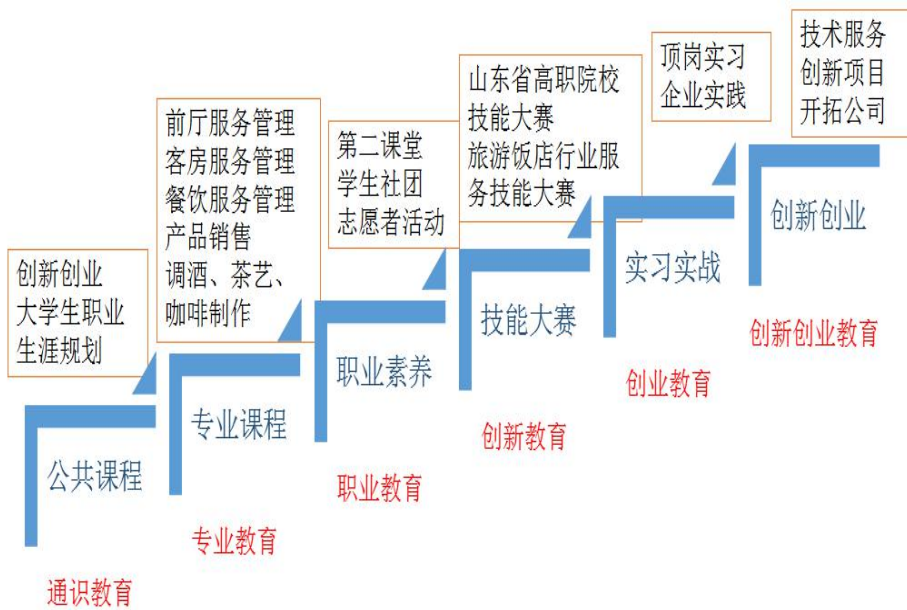 创新创业
大学生职业
生涯规划
公共课程
通识教育
前厅服务管理
客房服务管理
餐饮服务管理
产品销售
调酒、茶艺、
咖啡制作
专业课程
专业教育
第二课堂
学生社团
志愿者活动
职业素养
职业教育
山东省高职院校
技能大赛
旅游饭店行业服
务技能大赛
技能大赛
创新教育
顶岗实习
企业实践
实习实战
创业教育
技术服务
创新项目
开拓公司
创新创业
创新创业教育